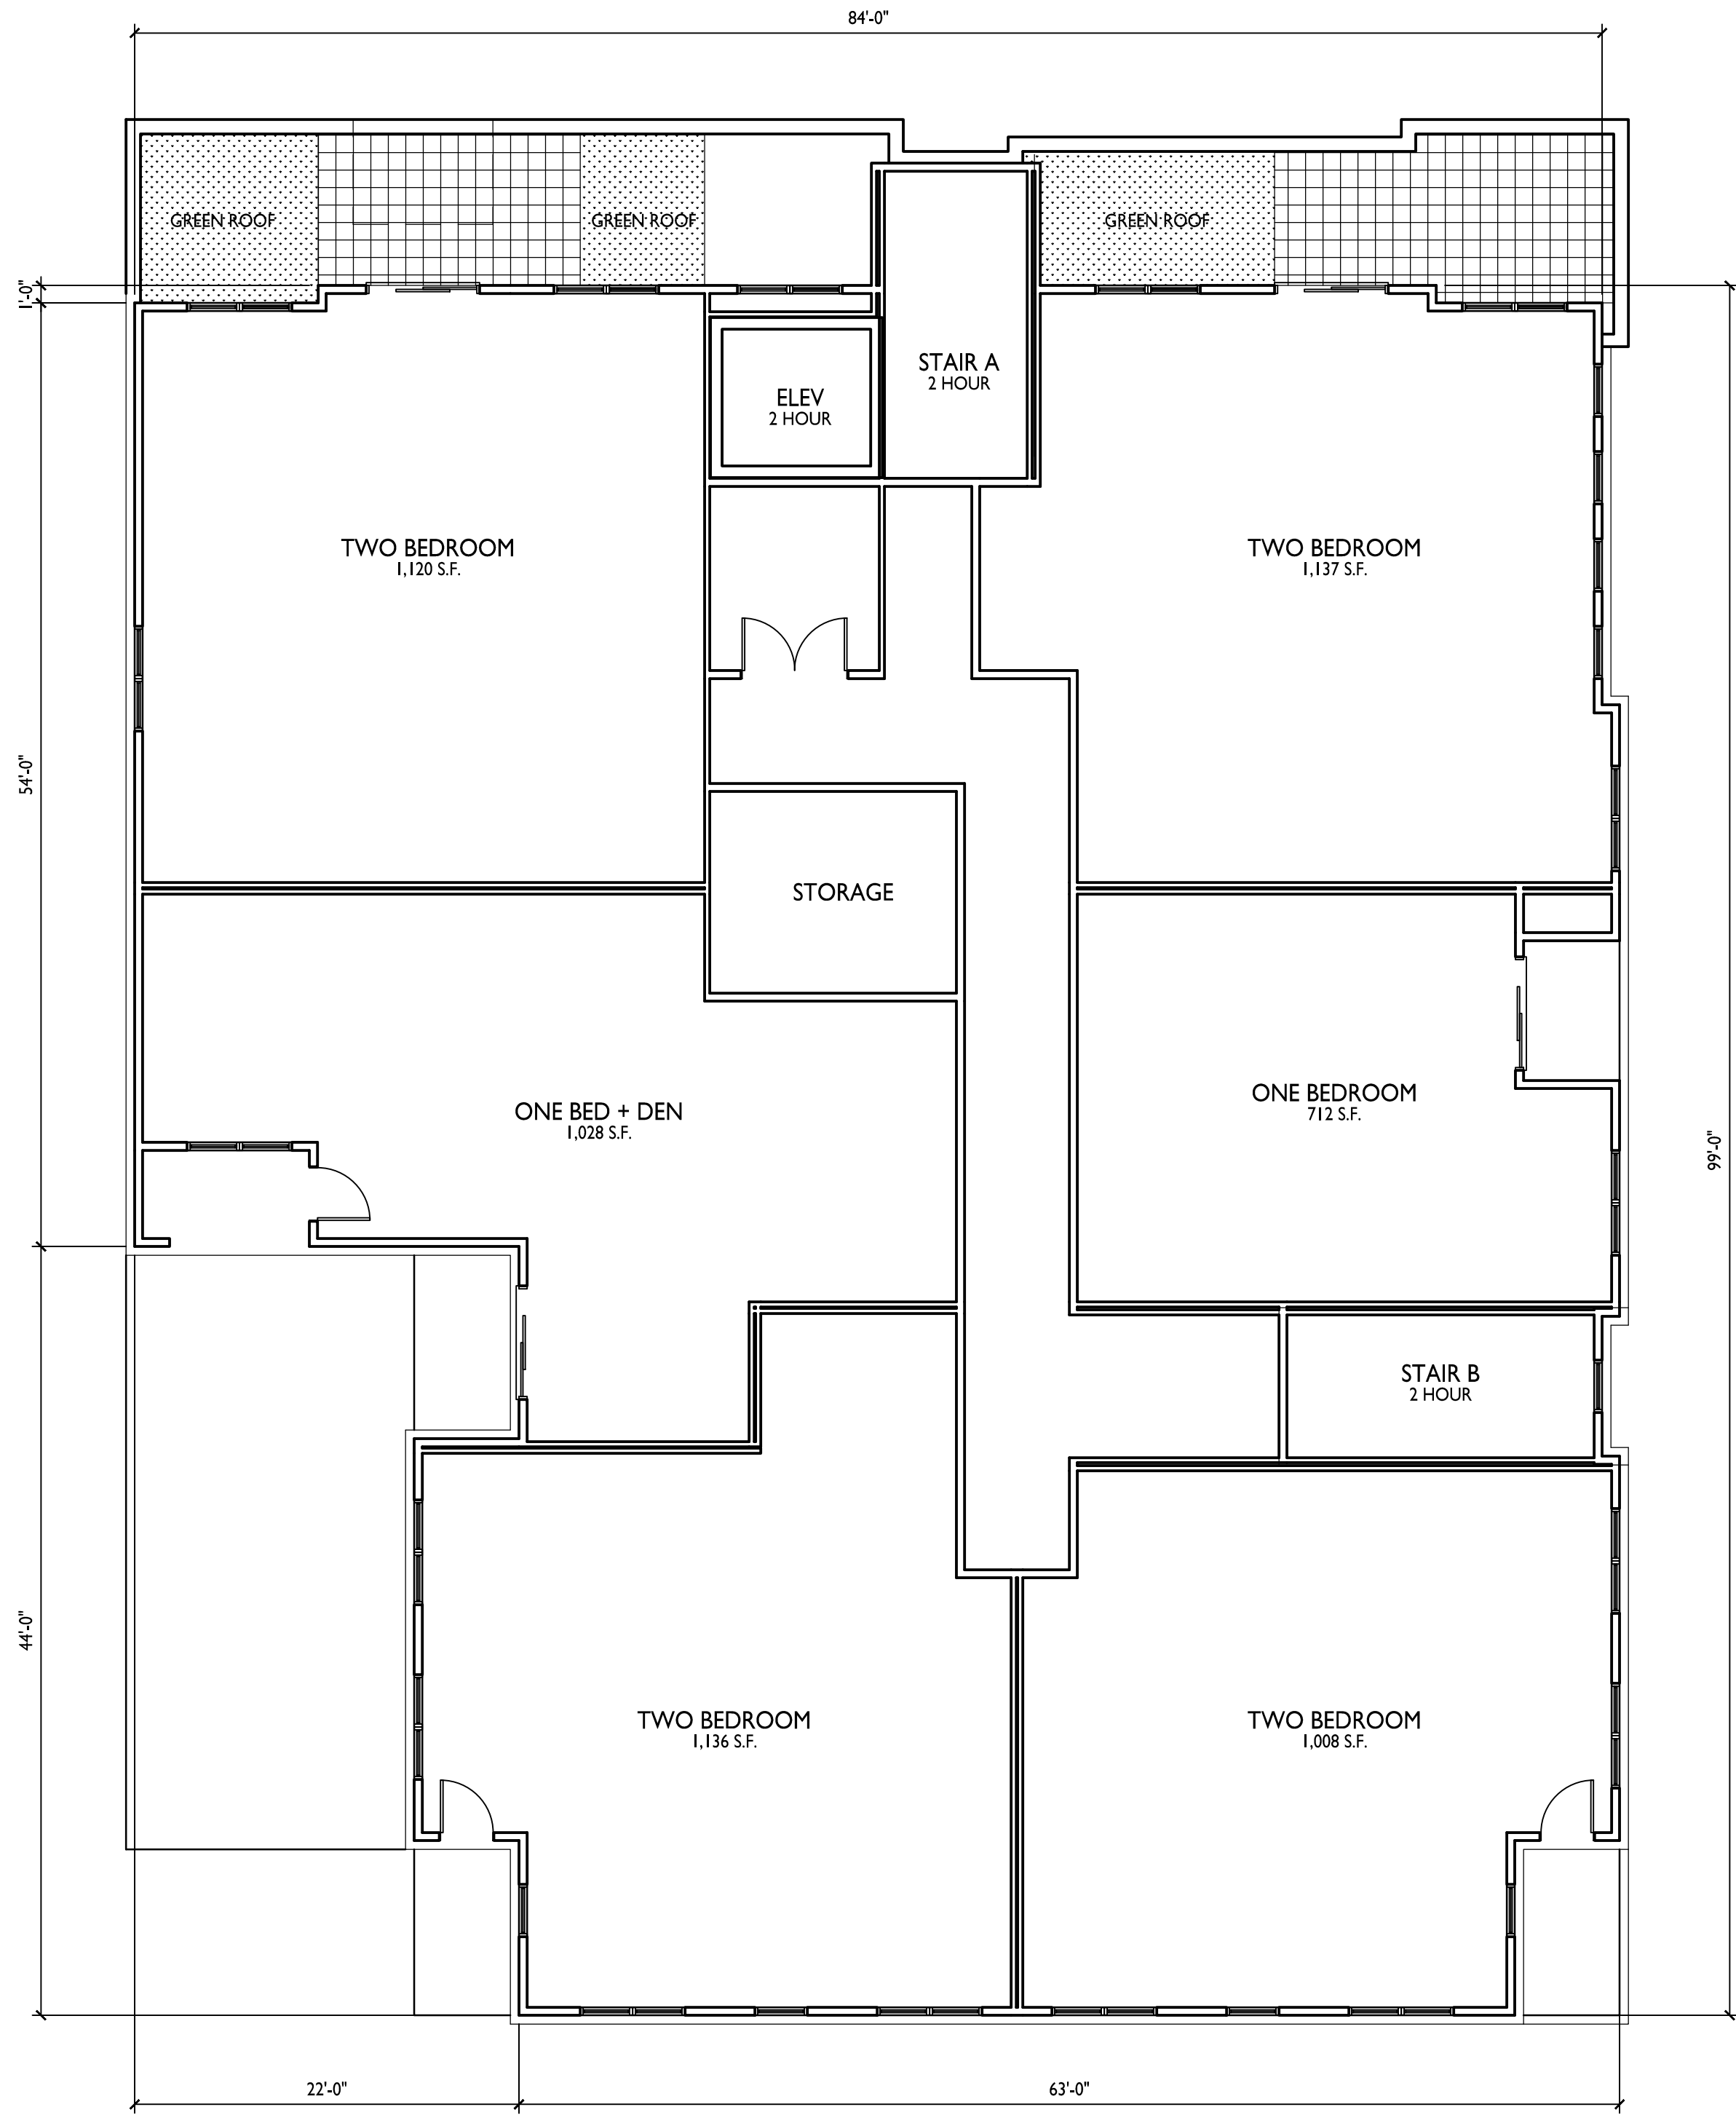 84'-0"
GREEN ROOF
GREEN ROOF
GREEN ROOF
1'-0"
STAIR A
2 HOUR
ELEV
2 HOUR
TWO BEDROOM
1,120 S.F.
TWO BEDROOM
1,137 S.F.
54'-0"
STORAGE
ONE BED + DEN
1,028 S.F.
ONE BEDROOM
712 S.F.
99'-0"
STAIR B
2 HOUR
44'-0"
TWO BEDROOM
1,136 S.F.
TWO BEDROOM
1,008 S.F.
22'-0"
63'-0"